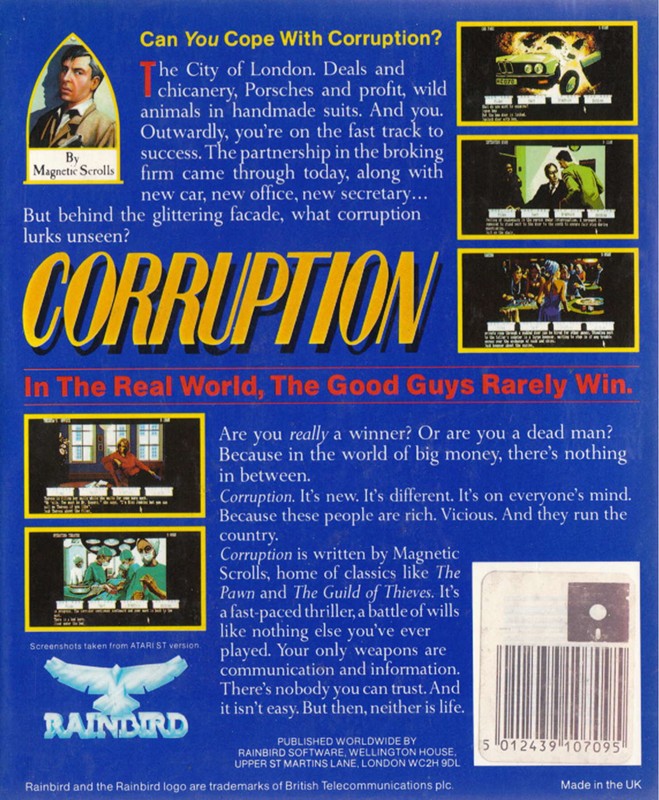 Can You Cope With Corruption?
The City of London. Deals and
chicanery, Porsches and profit, wild
animals in handmade suits. And you.
Outwardly, you're on the fast track to
success. The partnership in the broking
firm came through today, along with
new car, new office, new secretary...
But behind the glittering facade, what corruption
lurks unseen?
By
Magnetic Scrolls
CORRUPTION
In The Real World, The Good Guys Rarely Win.
Are you really a winner? Or are you a dead man?
Because in the world of big money, there's nothing
in between.
Corruption. It's new. It's different. It's on everyone's mind.
Because these people are rich. Vicious. And they run the
country.
Corruption is written by Magnetic
Scrolls, home of classics like The
Pawn and The Guild of Thieves. It's
a fast-paced thriller, a battle of wills
like nothing else you've ever
played. Your only weapons are
communication and information.
There's nobody you can trust. And
it isn't easy. But then, neither is life.
Screenshots taken from ATARI ST version.
RAINBIRD
PUBLISHED WORLDWIDE BY
RAINBIRD SOFTWARE, WELLINGTON HOUSE,
UPPER ST MARTINS LANE, LONDON WC2H 9DL
5 012439 107095
Rainbird and the Rainbird logo are trademarks of British Telecommunications plc.
Made in the UK